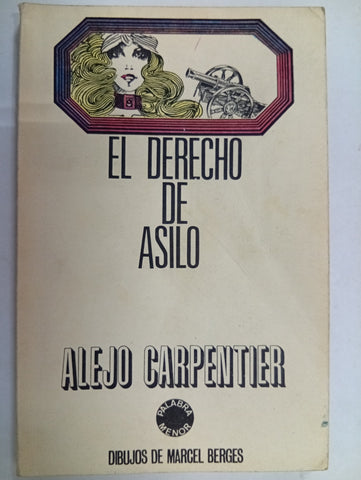 EL DERECHO
DE
ASILO
ALEJO CARPENTIER
PALABRA
MENOR
DIBUJOS DE MARCEL BERGES